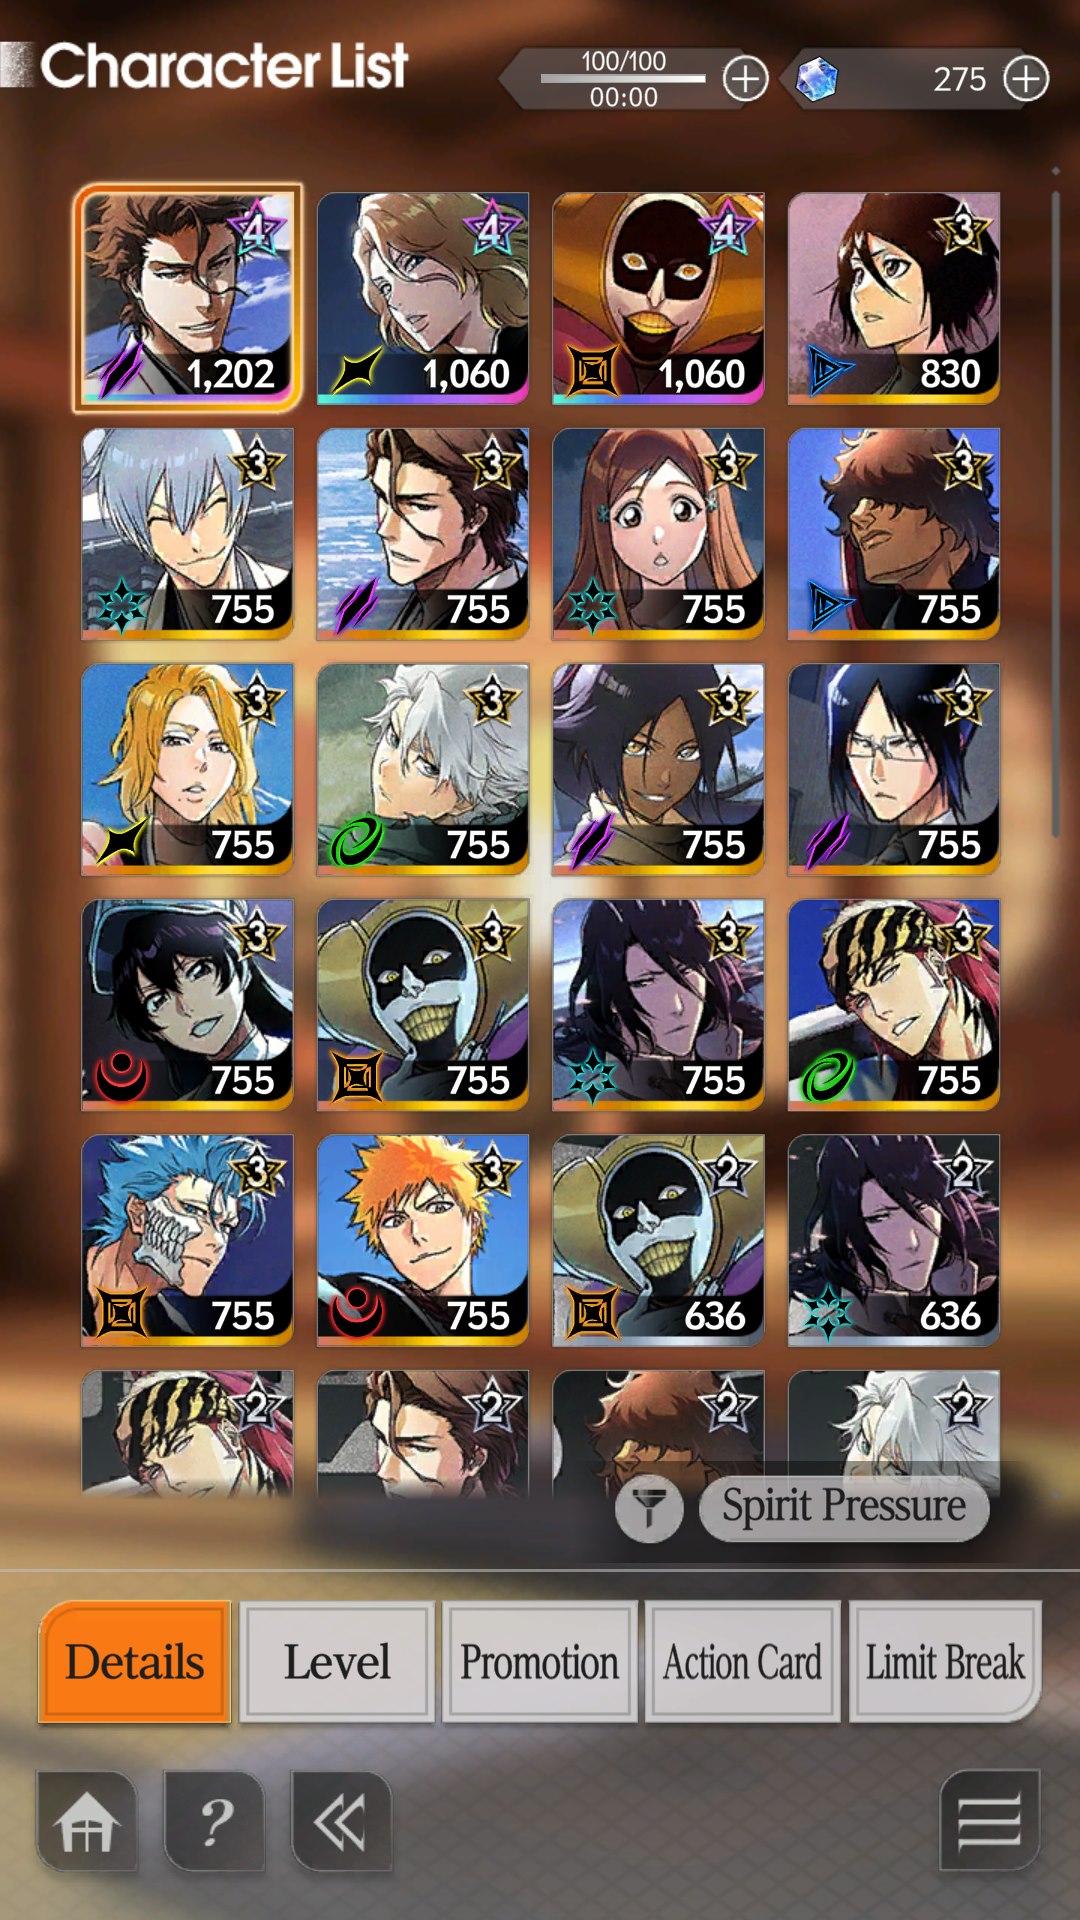 Character List
100/100
00:00
275
4 4 4 3
1,202 1,060 1,060 830
3 3 3 3
755 755 755 755
3 3 3 3
755 755 755 755
3 3 3 3
755 755 755 755
3 3 2 2
755 755 636 636
2 2 2 2
Spirit Pressure
Details Level Promotion Action Card Limit Break
?